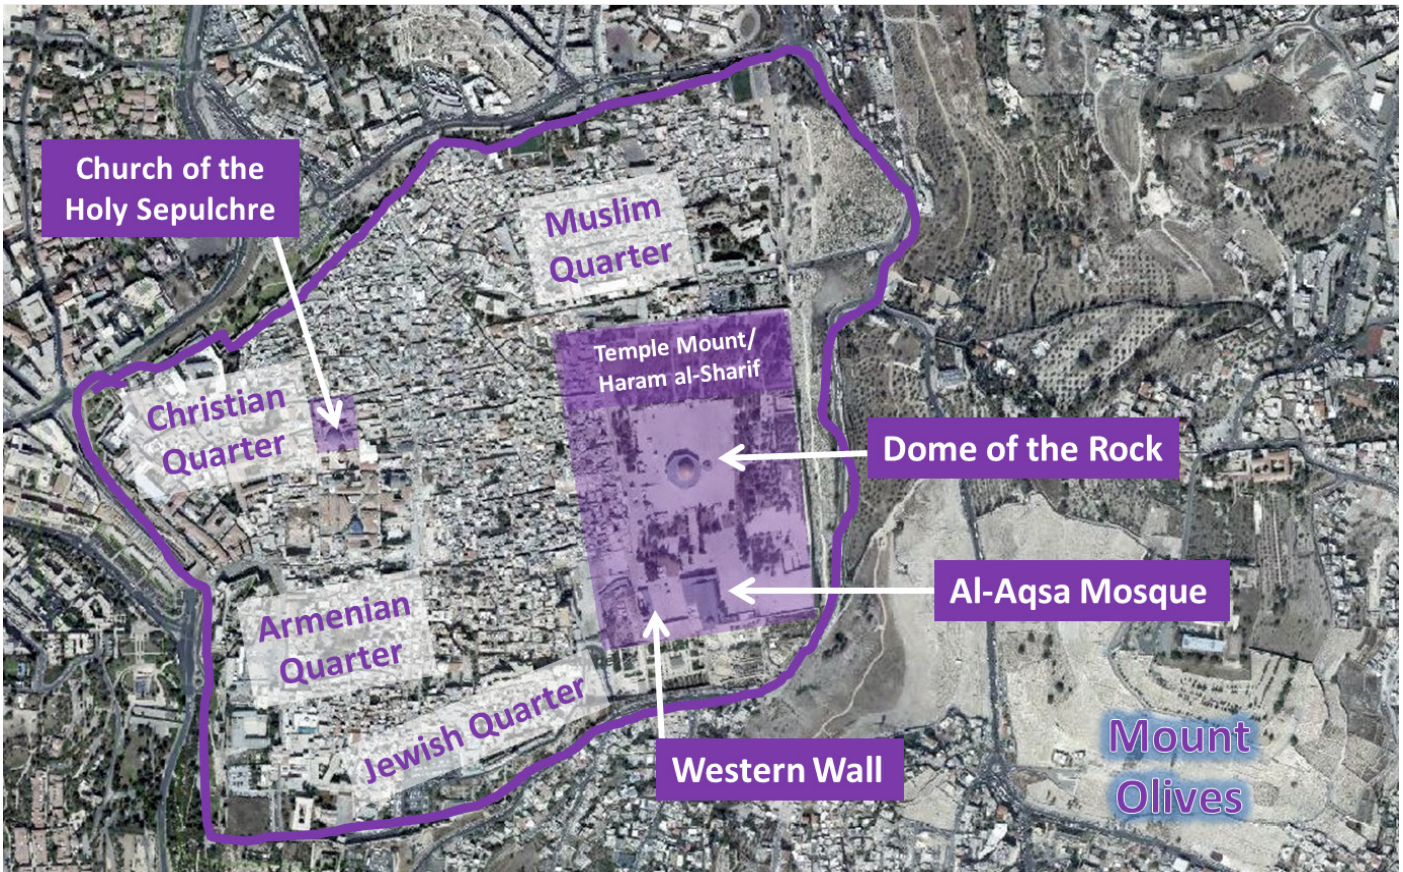 Church of the
Holy Sepulchre
Muslim
Quarter
Temple Mount/
Haram al-Sharif
Christian
Quarter
Dome of the Rock
Al-Aqsa Mosque
Armenian
Quarter
Jewish Quarter
Western Wall
Mount
Olives